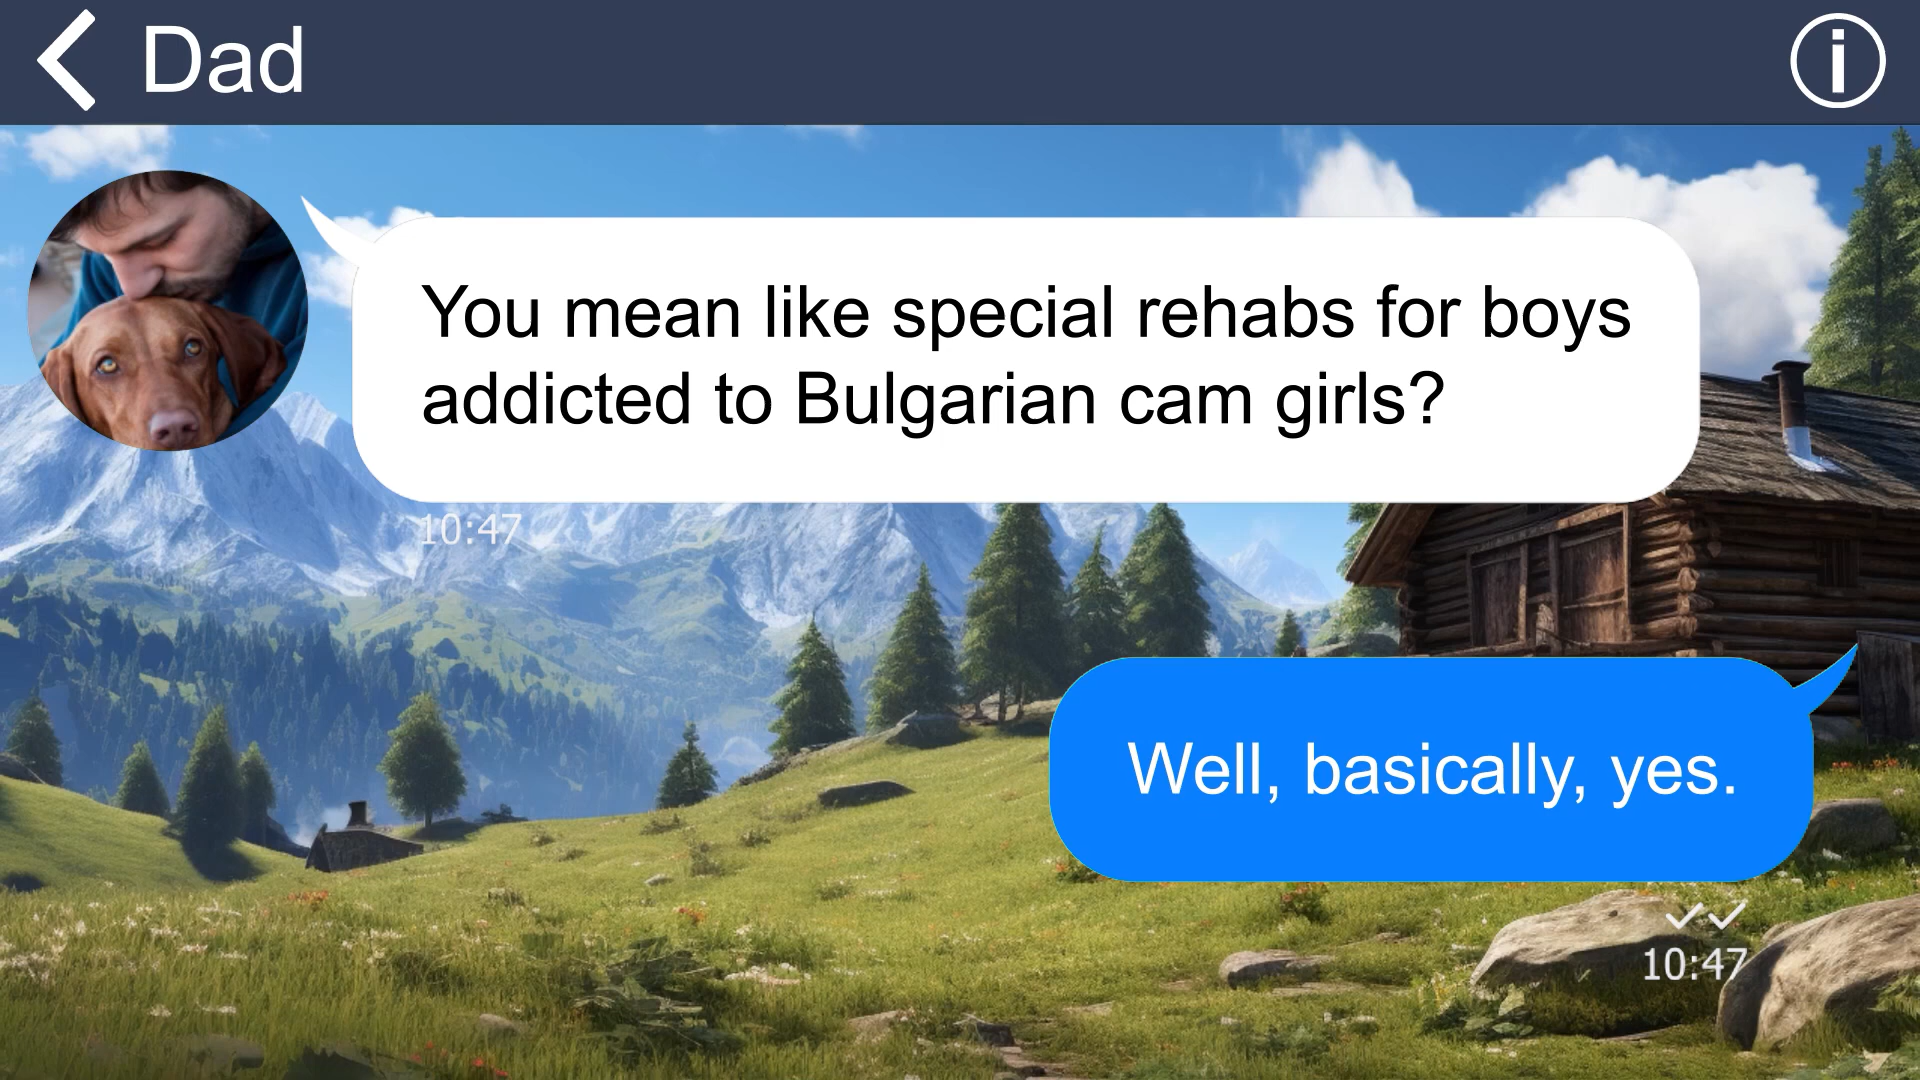 Dad
You mean like special rehabs for boys
addicted to Bulgarian cam girls?
10:47
Well, basically, yes.
10:47